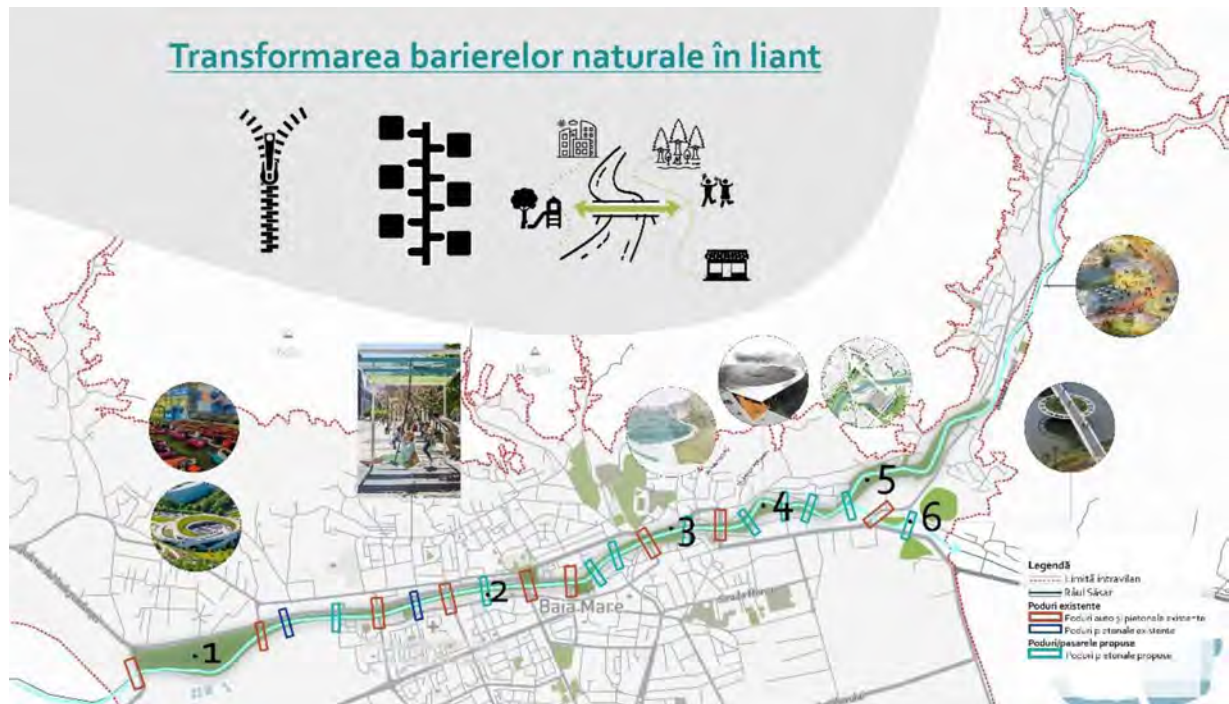 Transformarea barierelor naturale în liant
1
2
3
4
5
6
Baia Mare
Legendă
Limită intravilan
Râul Săsar
Poduri existente
Poduri auto și pietonale existente
Poduri pietonale existente
Poduri/pasarele propuse
Poduri pietonale propuse